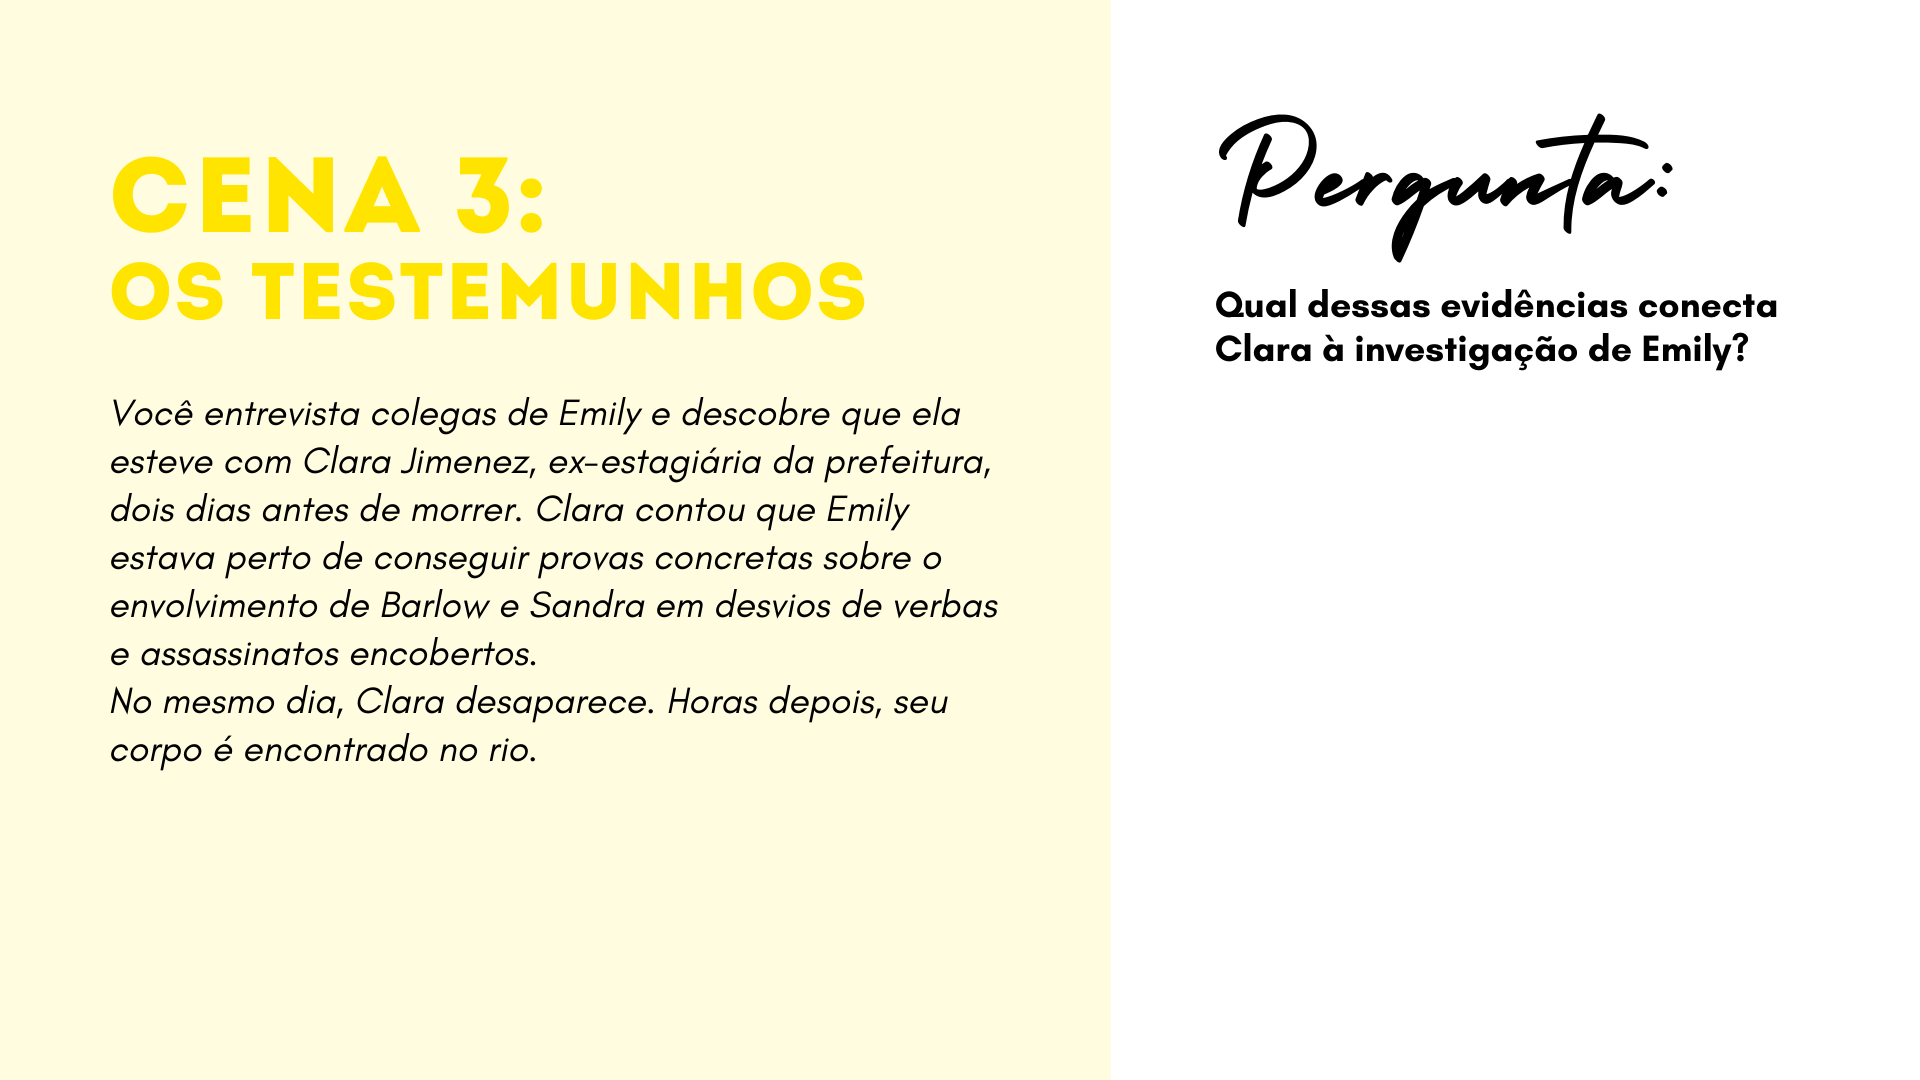 CENA 3:
OS TESTEMUNHOS
Você entrevista colegas de Emily e descobre que ela
esteve com Clara Jimenez, ex-estagiária da prefeitura,
dois dias antes de morrer. Clara contou que Emily
estava perto de conseguir provas concretas sobre o
envolvimento de Barlow e Sandra em desvios de verbas
e assassinatos encobertos.
No mesmo dia, Clara desaparece. Horas depois, seu
corpo é encontrado no rio.
Pergunta:
Qual dessas evidências conecta
Clara à investigação de Emily?